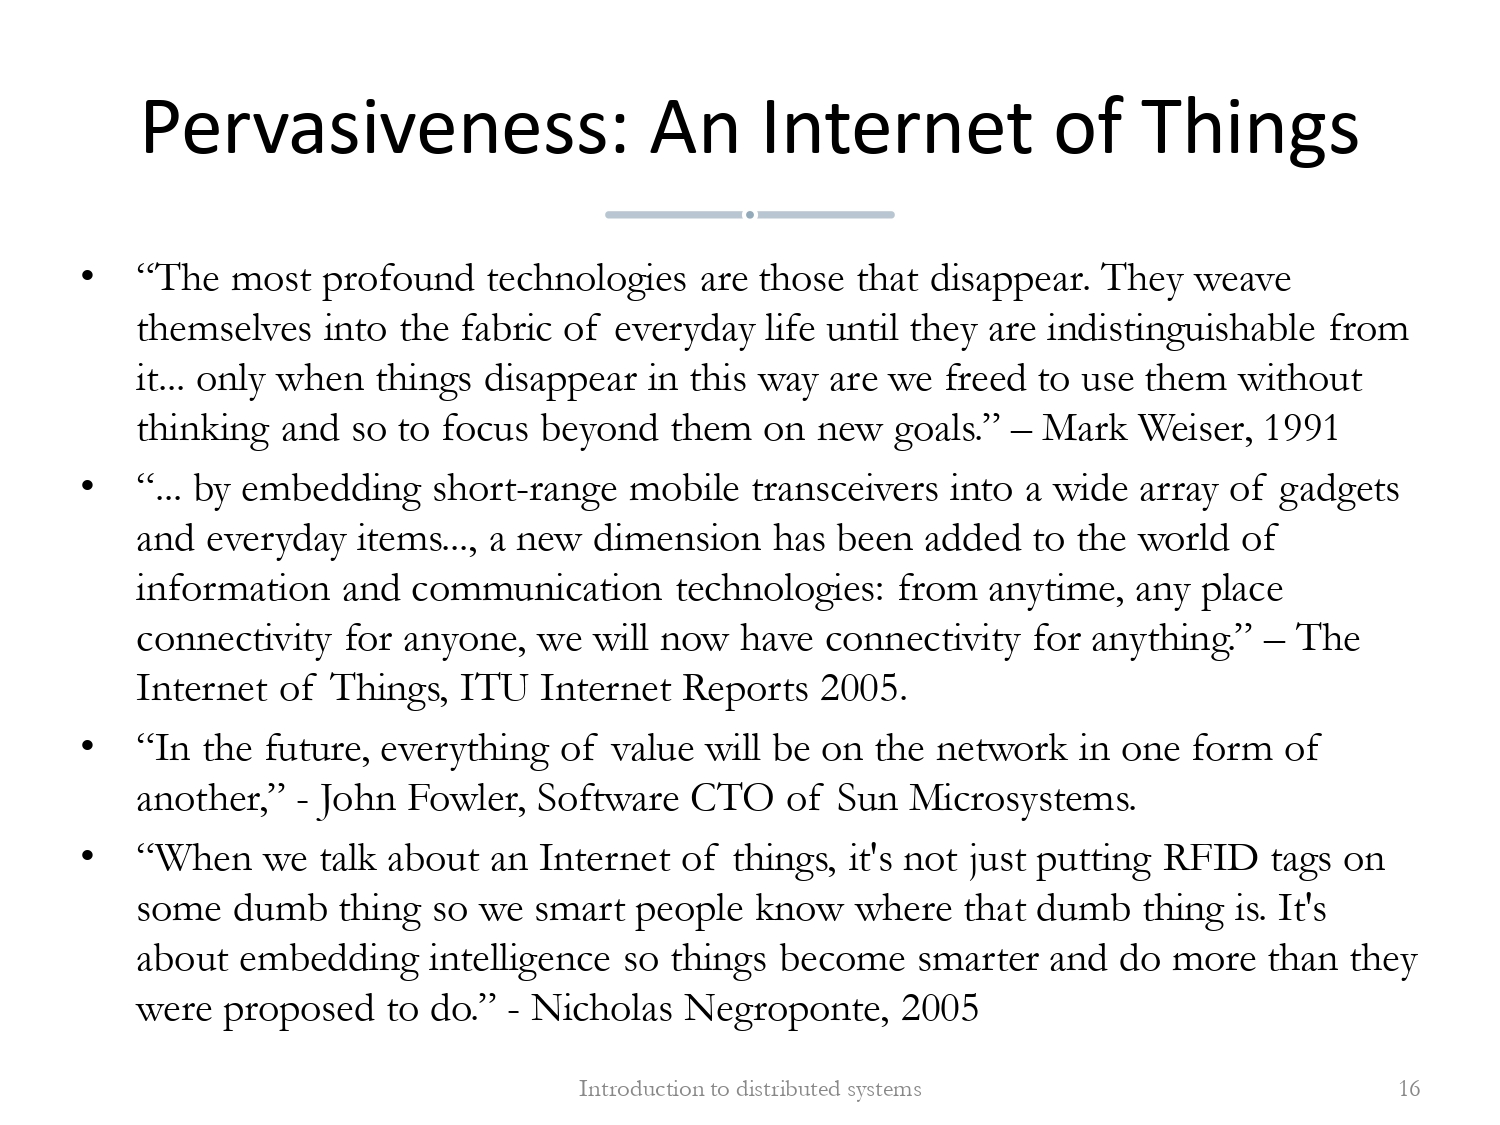 Pervasiveness: An Internet of Things
• “The most profound technologies are those that disappear. They weave
themselves into the fabric of everyday life until they are indistinguishable from
it... only when things disappear in this way are we freed to use them without
thinking and so to focus beyond them on new goals.” – Mark Weiser, 1991
• “... by embedding short-range mobile transceivers into a wide array of gadgets
and everyday items..., a new dimension has been added to the world of
information and communication technologies: from anytime, any place
connectivity for anyone, we will now have connectivity for anything.” – The
Internet of Things, ITU Internet Reports 2005.
• “In the future, everything of value will be on the network in one form of
another,” - John Fowler, Software CTO of Sun Microsystems.
• “When we talk about an Internet of things, it's not just putting RFID tags on
some dumb thing so we smart people know where that dumb thing is. It's
about embedding intelligence so things become smarter and do more than they
were proposed to do.” - Nicholas Negroponte, 2005
Introduction to distributed systems
16